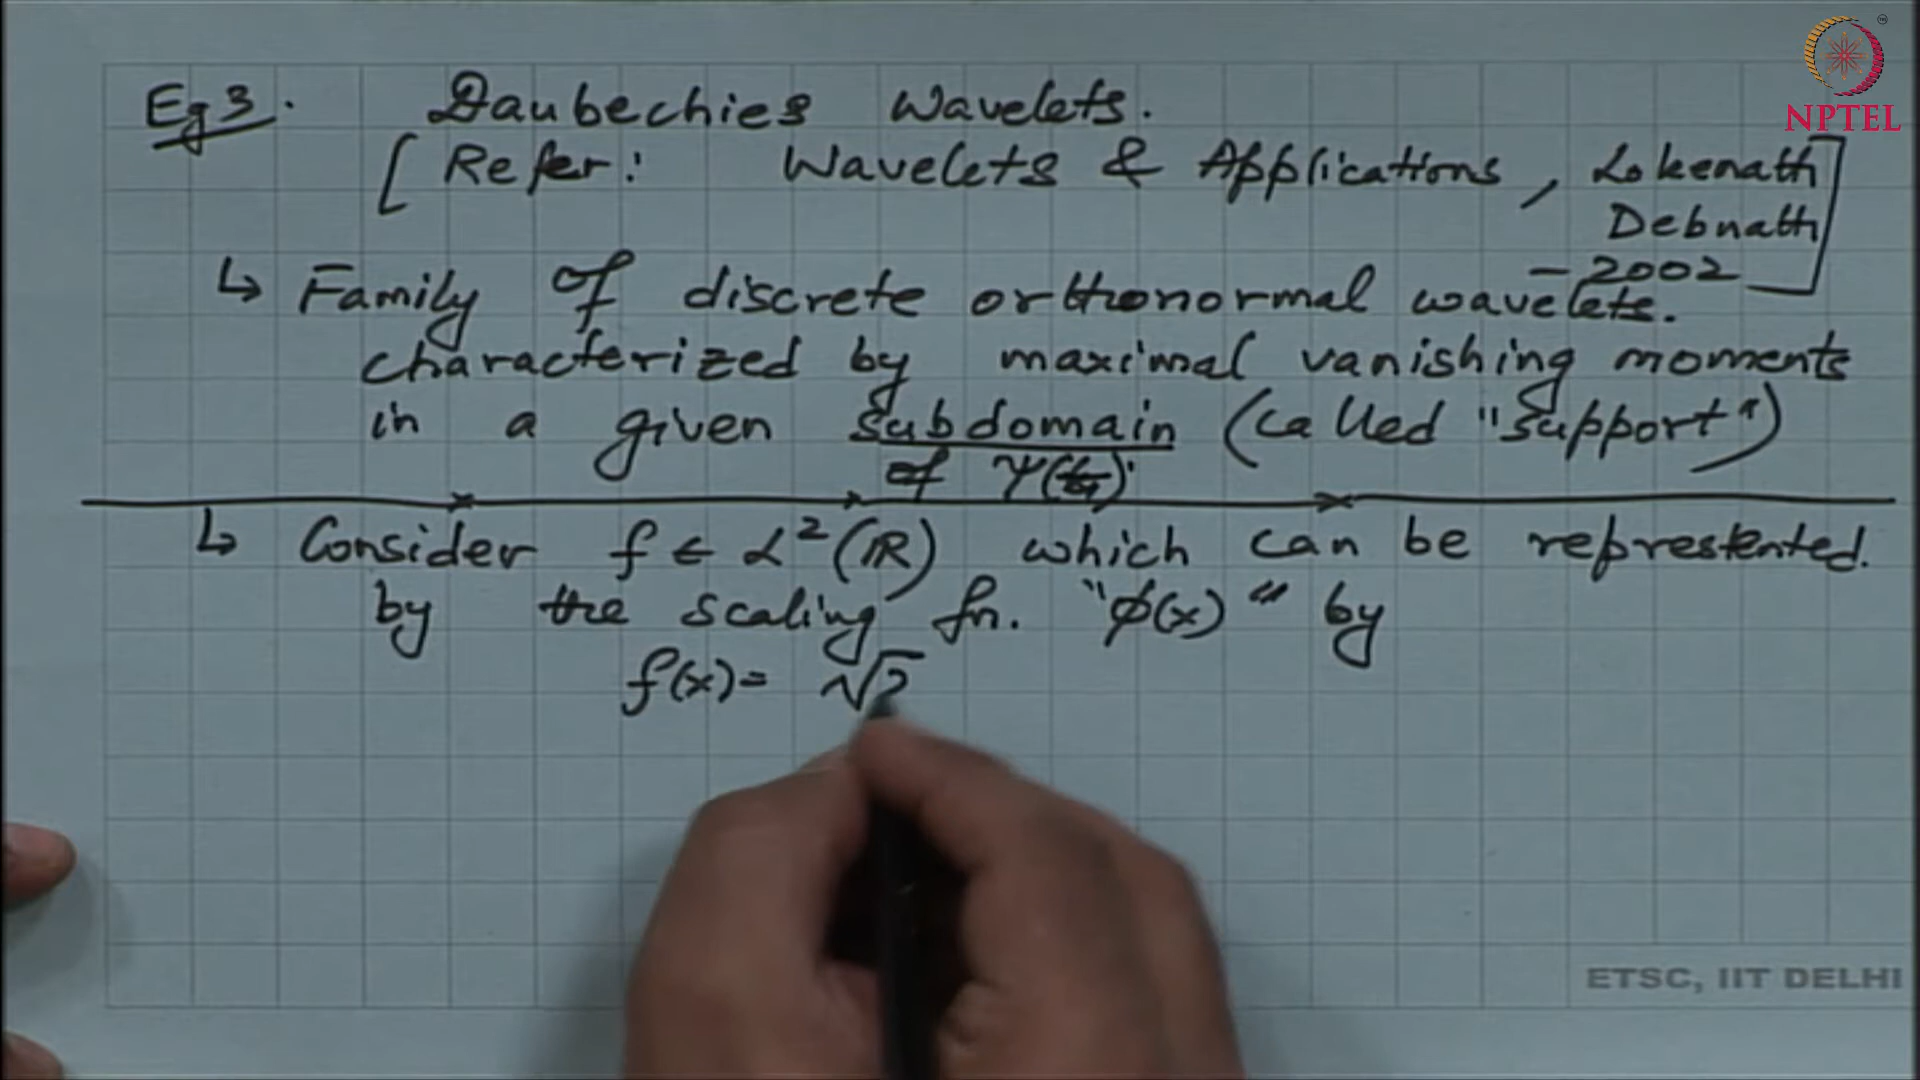 NPTEL
Eg 3. Daubechies Wavelets.
[Refer: Wavelets & Applications, Lokenath
Debnath
- 2002]
↳ Family of discrete orthonormal wavelets.
characterized by maximal vanishing moments
in a given subdomain (called "support")
of ψ(t).
↳ Consider f ∈ L²(ℝ) which can be represtented.
by the scaling fn. "ϕ(x)" by
f(x) = √2
ETSC, IIT DELHI